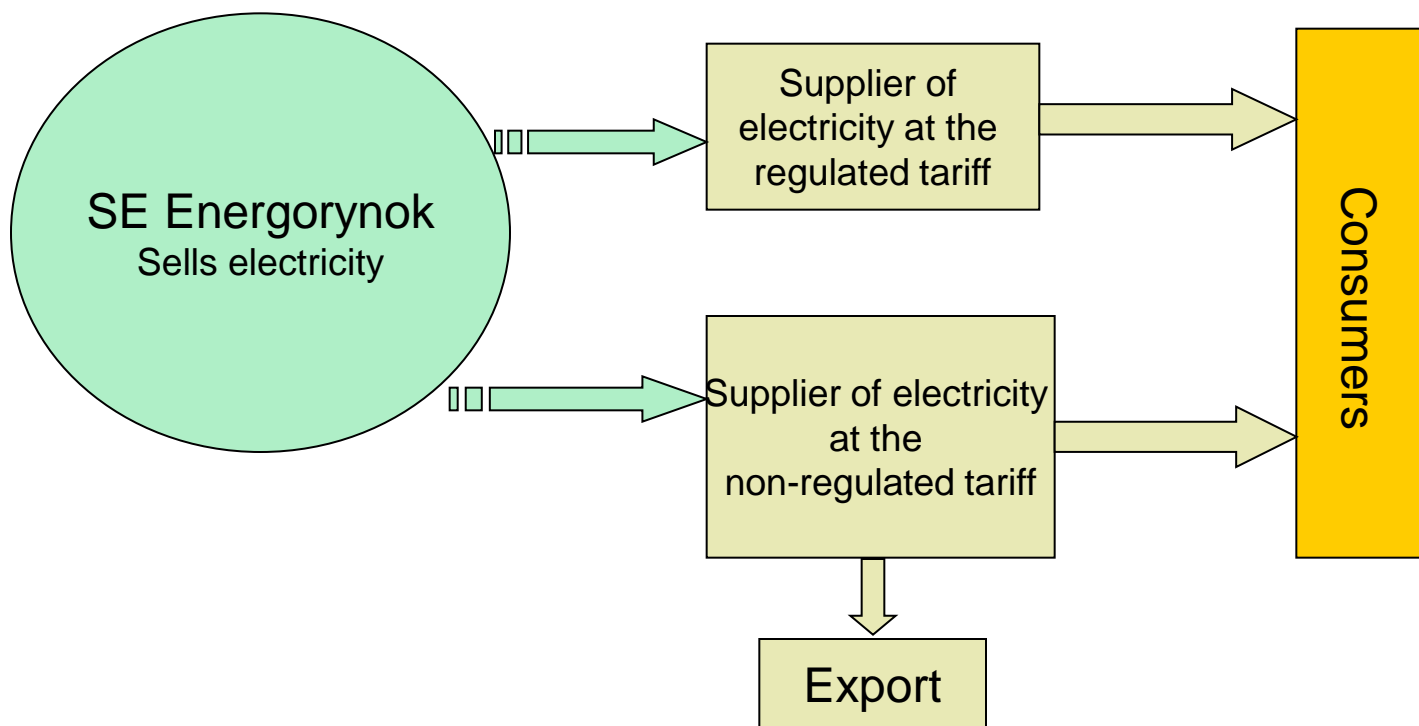 SE Energorynok
Sells electricity
Supplier of
electricity at the
regulated tariff
Supplier of electricity
at the
non-regulated tariff
Export
Consumers